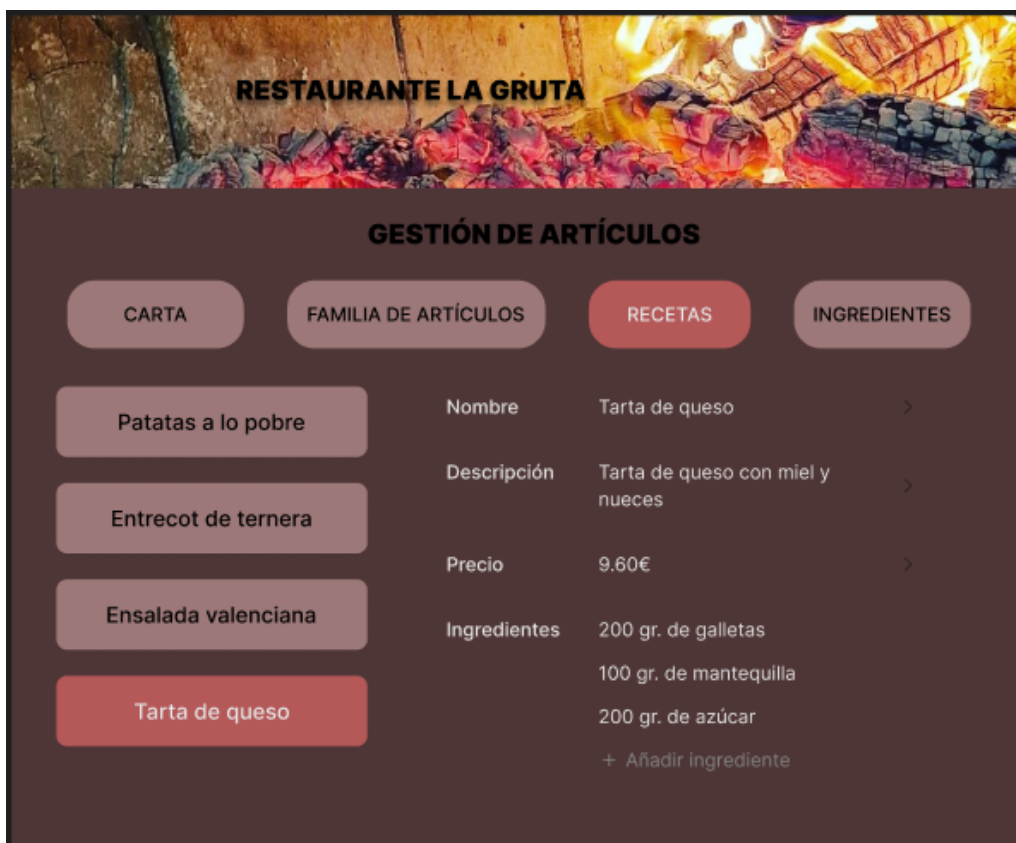 RESTAURANTE LA GRUTA
GESTIÓN DE ARTÍCULOS
CARTA
FAMILIA DE ARTÍCULOS
RECETAS
INGREDIENTES
Patatas a lo pobre
Entrecot de ternera
Ensalada valenciana
Tarta de queso
Nombre
Tarta de queso
Descripción
Tarta de queso con miel y
nueces
Precio
9.60€
Ingredientes
200 gr. de galletas
100 gr. de mantequilla
200 gr. de azúcar
+ Añadir ingrediente